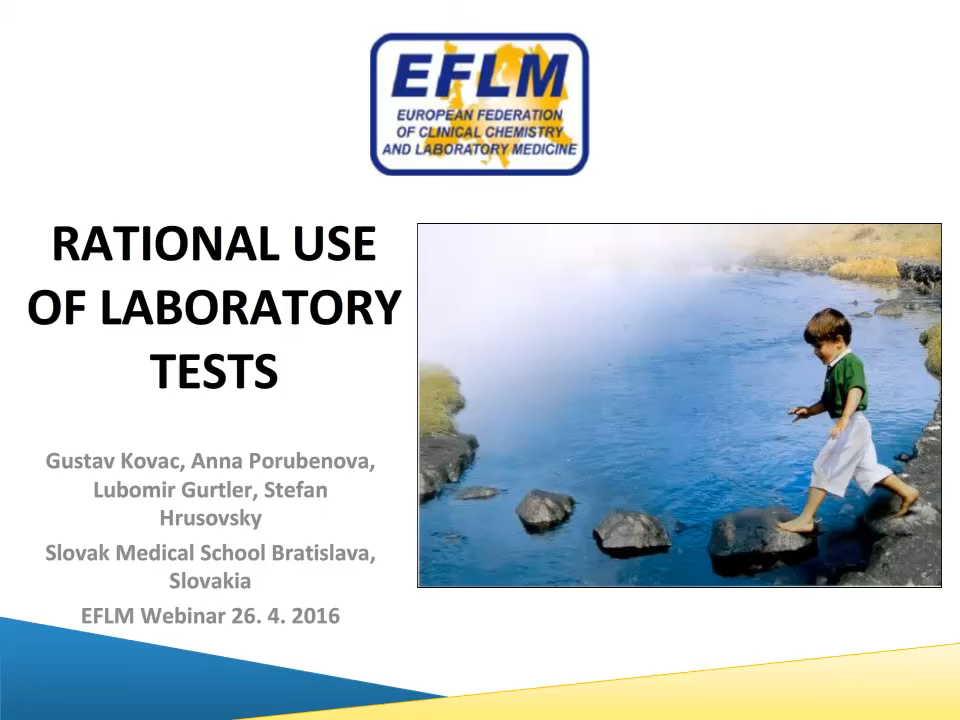 EFLM
EUROPEAN FEDERATION
OF CLINICAL CHEMISTRY
AND LABORATORY MEDICINE
RATIONAL USE
OF LABORATORY
TESTS
Gustav Kovac, Anna Porubenova,
Lubomir Gurtler, Stefan
Hrusovsky
Slovak Medical School Bratislava,
Slovakia
EFLM Webinar 26. 4. 2016